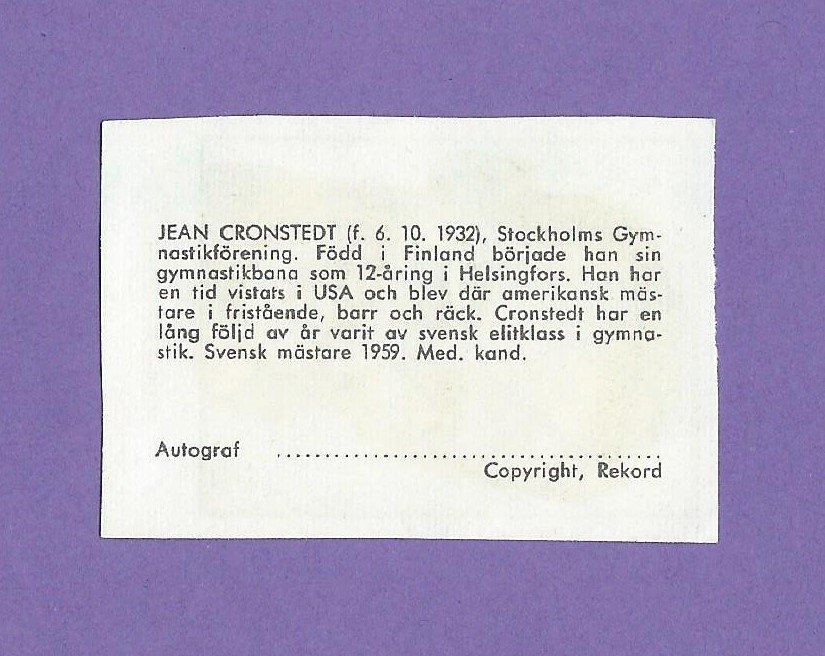 JEAN CRONSTEDT (f. 6. 10. 1932), Stockholms Gym-
nastikförening. Född i Finland började han sin
gymnastikbana som 12-åring i Helsingfors. Han har
en tid vistats i USA och blev där amerikansk mäs-
tare i fristående, barr och räck. Cronstedt har en
lång följd av år varit av svensk elitklass i gymna-
stik. Svensk mästare 1959. Med. kand.
Autograf ........................................
Copyright, Rekord